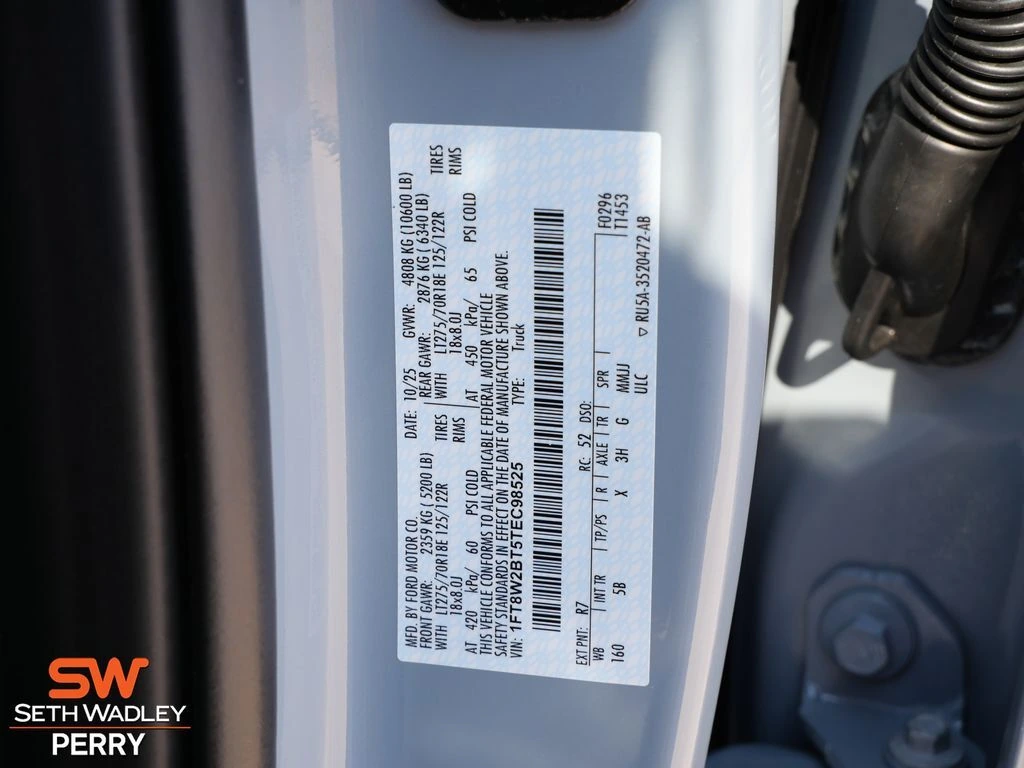 MFD. BY FORD MOTOR CO. DATE: 10/25 GVWR: 4808 KG (10600 LB)
FRONT GAWR: 2359 KG ( 5200 LB) REAR GAWR: 2876 KG ( 6340 LB)
WITH LT275/70R18E 125/122R TIRES WITH LT275/70R18E 125/122R TIRES
18x8.0J RIMS 18x8.0J RIMS
AT 420 kPa/ 60 PSI COLD AT 450 kPa/ 65 PSI COLD
THIS VEHICLE CONFORMS TO ALL APPLICABLE FEDERAL MOTOR VEHICLE
SAFETY STANDARDS IN EFFECT ON THE DATE OF MANUFACTURE SHOWN ABOVE.
VIN: 1FT8W2BT5TEC98525 TYPE: Truck
EXT PNT: R7 RC: 52 DSO: F0296
WB INT TR TP/PS R AXLE TR SPR T1453
160 5B X 3H G MMJJ
ULC ▽ RU5A-3520472-AB
SW
SETH WADLEY
PERRY